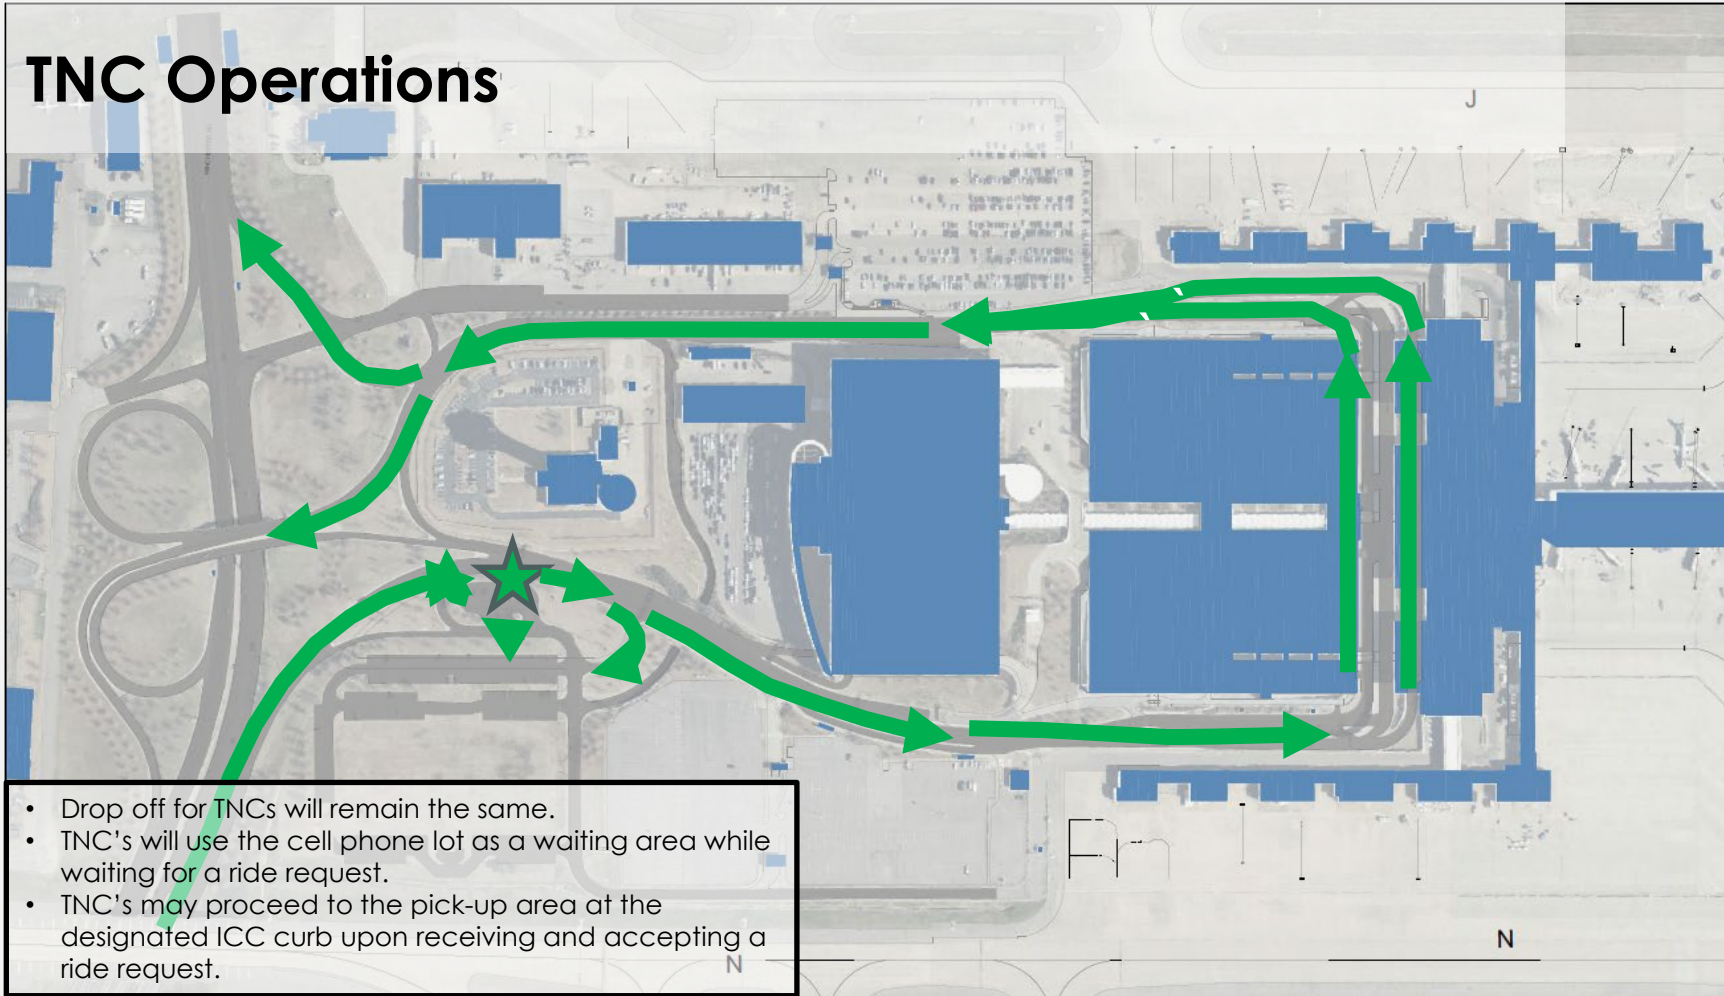 TNC Operations
J
• Drop off for TNCs will remain the same.
• TNC's will use the cell phone lot as a waiting area while
waiting for a ride request.
• TNC's may proceed to the pick-up area at the
designated ICC curb upon receiving and accepting a
ride request.
N
N